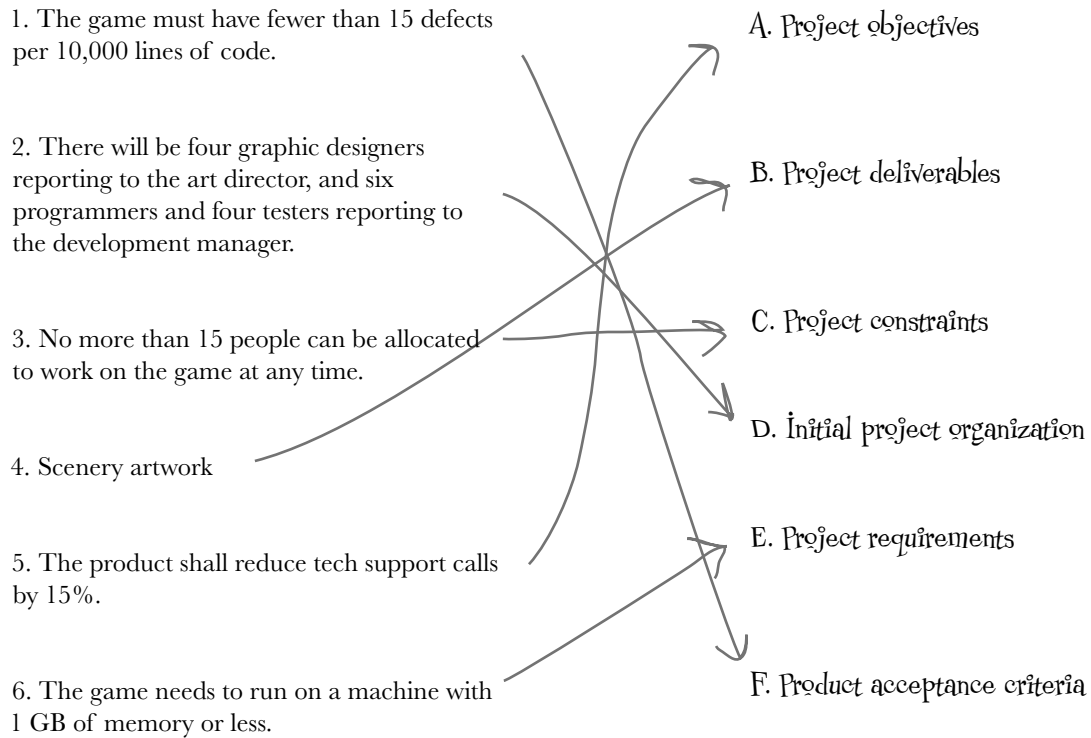 1. The game must have fewer than 15 defects
per 10,000 lines of code.
2. There will be four graphic designers
reporting to the art director, and six
programmers and four testers reporting to
the development manager.
3. No more than 15 people can be allocated
to work on the game at any time.
4. Scenery artwork
5. The product shall reduce tech support calls
by 15%.
6. The game needs to run on a machine with
1 GB of memory or less.
A. Project objectives
B. Project deliverables
C. Project constraints
D. Initial project organization
E. Project requirements
F. Product acceptance criteria